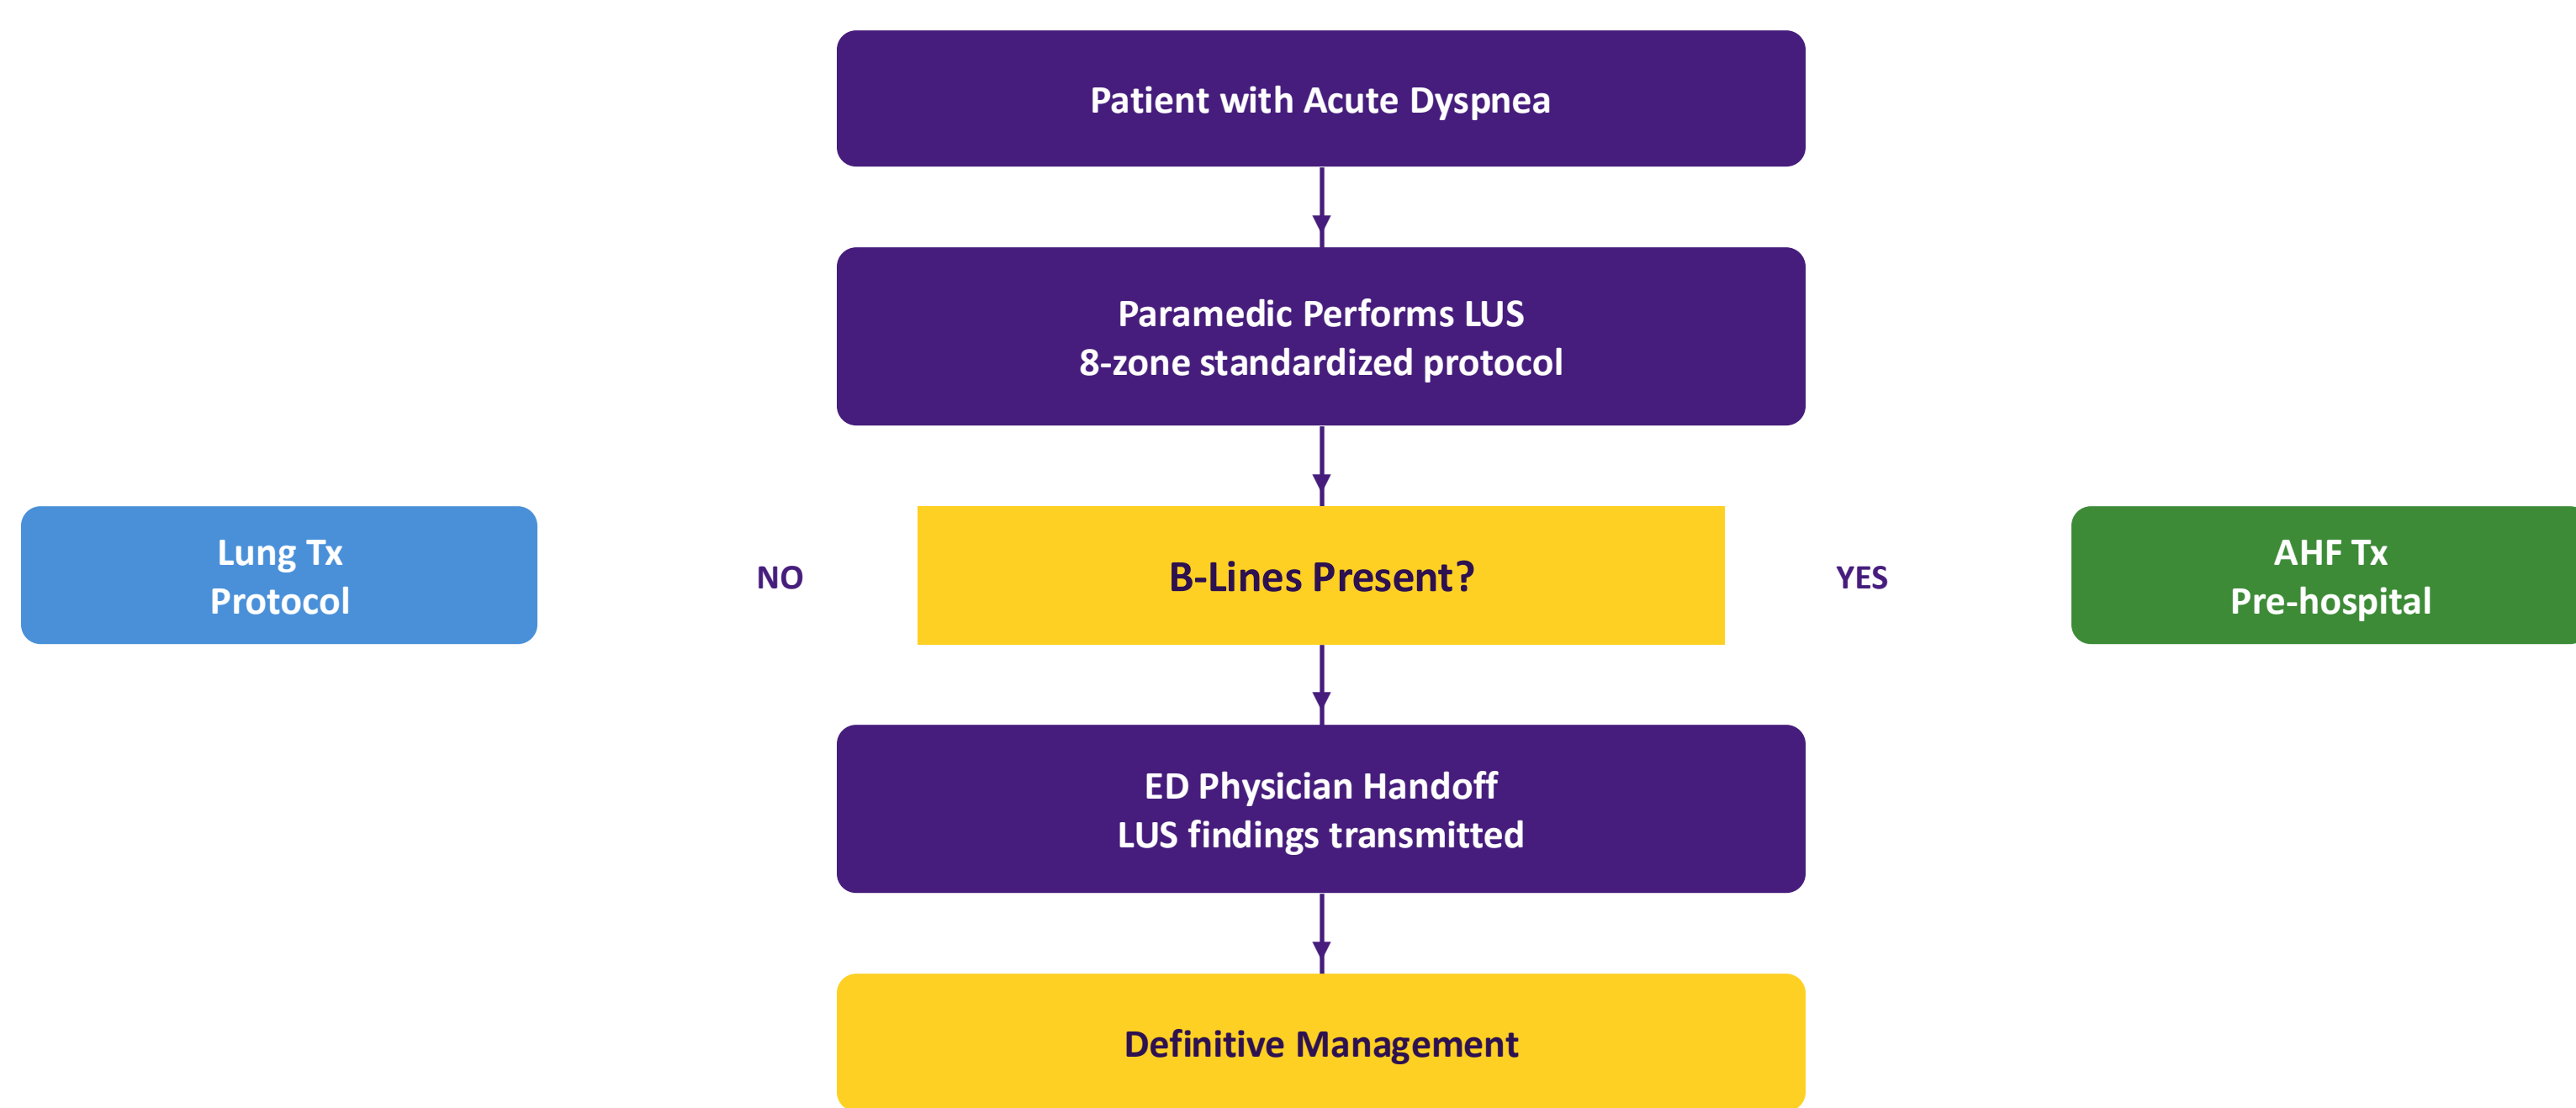 Patient with Acute Dyspnea
Paramedic Performs LUS
8-zone standardized protocol
Lung Tx
Protocol
NO
B-Lines Present?
YES
AHF Tx
Pre-hospital
ED Physician Handoff
LUS findings transmitted
Definitive Management